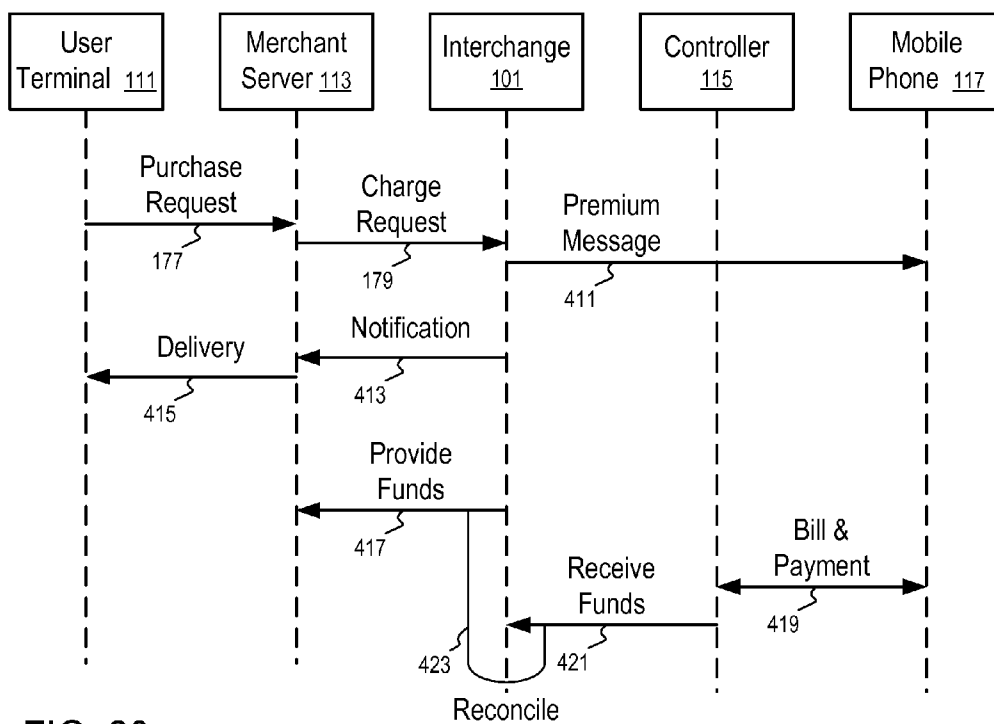 User
Terminal 111
Merchant
Server 113
Interchange
101
Controller
115
Mobile
Phone 117
Purchase
Request
177
Charge
Request
179
Premium
Message
411
Notification
413
Delivery
415
Provide
Funds
417
Bill &
Payment
419
Receive
Funds
421
423
Reconcile